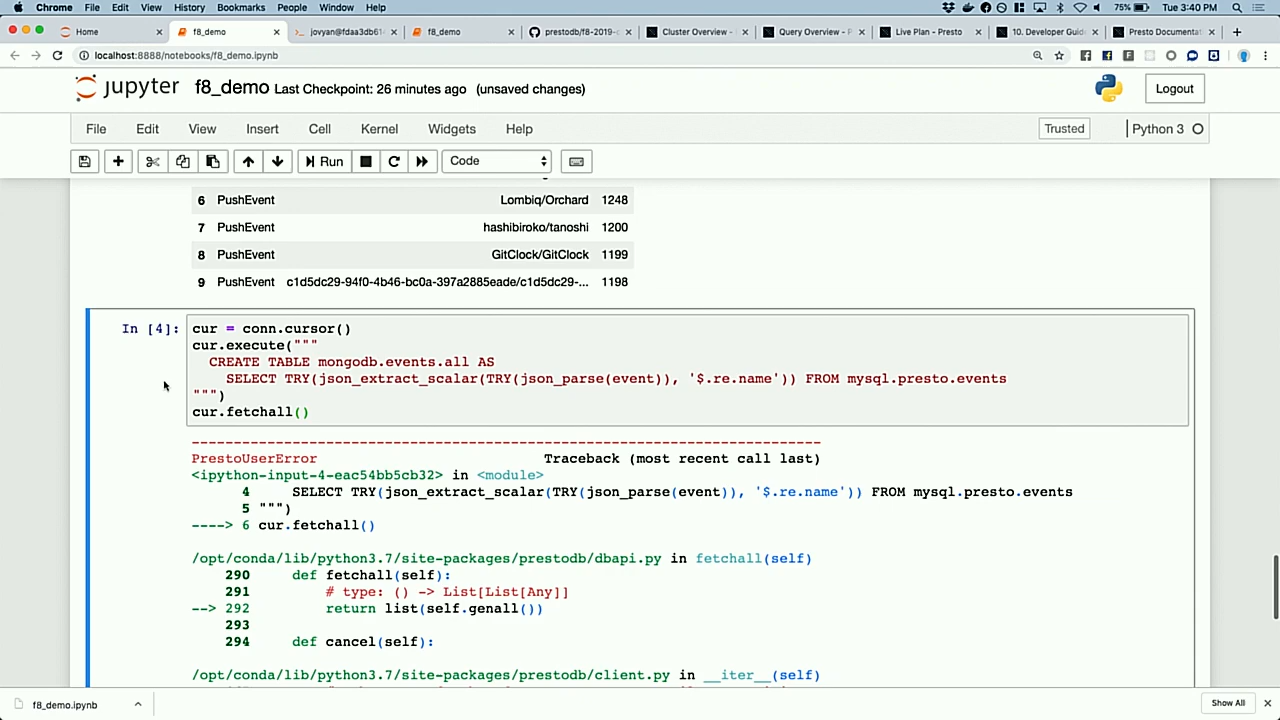 Chrome File Edit View History Bookmarks People Window Help 75% Tue 3:40 PM
Home f8_demo jovyan@fdaa3db61 f8_demo prestodb/f8-2019- Cluster Overview - Query Overview - P Live Plan - Presto 10. Developer Guid Presto Documenta
localhost:8888/notebooks/f8_demo.ipynb
jupyter f8_demo Last Checkpoint: 26 minutes ago (unsaved changes) Logout
File Edit View Insert Cell Kernel Widgets Help Trusted Python 3
Run Code
6 PushEvent Lombiq/Orchard 1248
7 PushEvent hashibiroko/tanoshi 1200
8 PushEvent GitClock/GitClock 1199
9 PushEvent c1d5dc29-94f0-4b46-bc0a-397a2885eade/c1d5dc29-... 1198
In [4]: cur = conn.cursor()
cur.execute("""
CREATE TABLE mongodb.events.all AS
SELECT TRY(json_extract_scalar(TRY(json_parse(event)), '$.re.name')) FROM mysql.presto.events
""")
cur.fetchall()
---------------------------------------------------------------------------
PrestoUserError Traceback (most recent call last)
<ipython-input-4-eac54bb5cb32> in <module>
4 SELECT TRY(json_extract_scalar(TRY(json_parse(event)), '$.re.name')) FROM mysql.presto.events
5 """)
----> 6 cur.fetchall()
/opt/conda/lib/python3.7/site-packages/prestodb/dbapi.py in fetchall(self)
290 def fetchall(self):
291 # type: () -> List[List[Any]]
--> 292 return list(self.genall())
293
294 def cancel(self):
/opt/conda/lib/python3.7/site-packages/prestodb/client.py in __iter__(self)
f8_demo.ipynb Show All